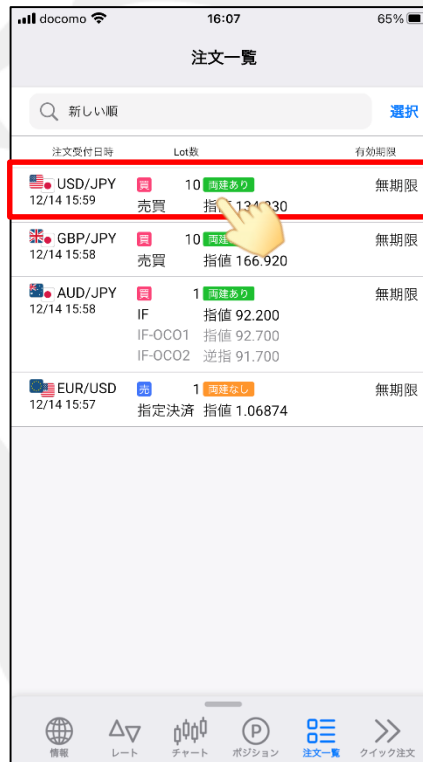 docomo 16:07 65%
注文一覧
新しい順 選択
注文受付日時 Lot数 有効期限
USD/JPY 買 10 両建あり 無期限
12/14 15:59 売買 指値 134.330
GBP/JPY 買 10 両建 無期限
12/14 15:58 売買 指値 166.920
AUD/JPY 買 1 両建あり 無期限
12/14 15:58 IF 指値 92.200
IF-OCO1 指値 92.700
IF-OCO2 逆指 91.700
EUR/USD 売 1 両建なし 無期限
12/14 15:57 指定決済 指値 1.06874
情報 レート チャート ポジション 注文一覧 クイック注文